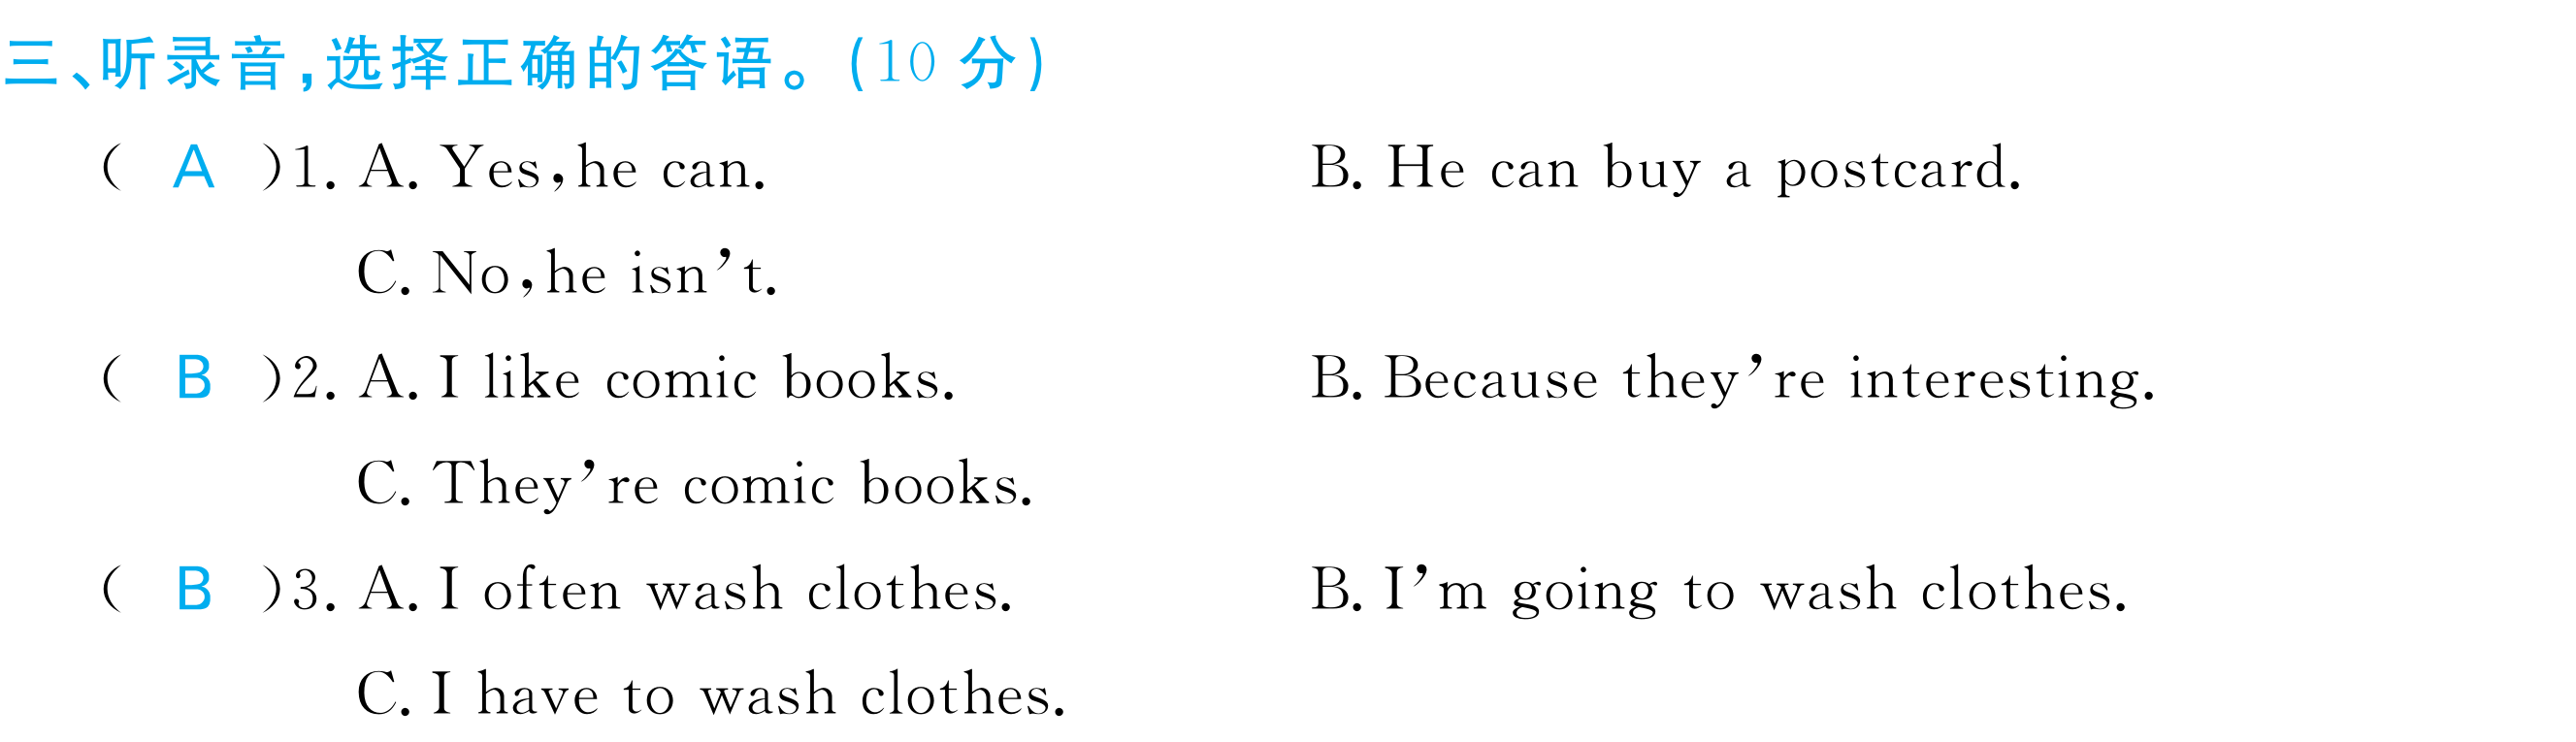 三、听录音,选择正确的答语。(10 分)
( A )1. A. Yes,he can. B. He can buy a postcard.
C. No,he isn't.
( B )2. A. I like comic books. B. Because they're interesting.
C. They're comic books.
( B )3. A. I often wash clothes. B. I'm going to wash clothes.
C. I have to wash clothes.